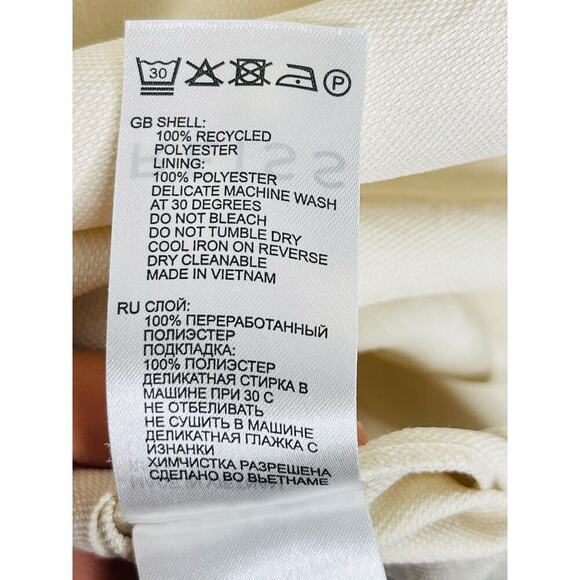 30 P
GB SHELL:
100% RECYCLED
POLYESTER
LINING:
100% POLYESTER
DELICATE MACHINE WASH
AT 30 DEGREES
DO NOT BLEACH
DO NOT TUMBLE DRY
COOL IRON ON REVERSE
DRY CLEANABLE
MADE IN VIETNAM
RU СЛОЙ:
100% ПЕРЕРАБОТАННЫЙ
ПОЛИЭСТЕР
ПОДКЛАДКА:
100% ПОЛИЭСТЕР
ДЕЛИКАТНАЯ СТИРКА В
МАШИНЕ ПРИ 30 С
НЕ ОТБЕЛИВАТЬ
НЕ СУШИТЬ В МАШИНЕ
ДЕЛИКАТНАЯ ГЛАЖКА С
ИЗНАНКИ
ХИМЧИСТКА РАЗРЕШЕНА
СДЕЛАНО ВО ВЬЕТНАМЕ